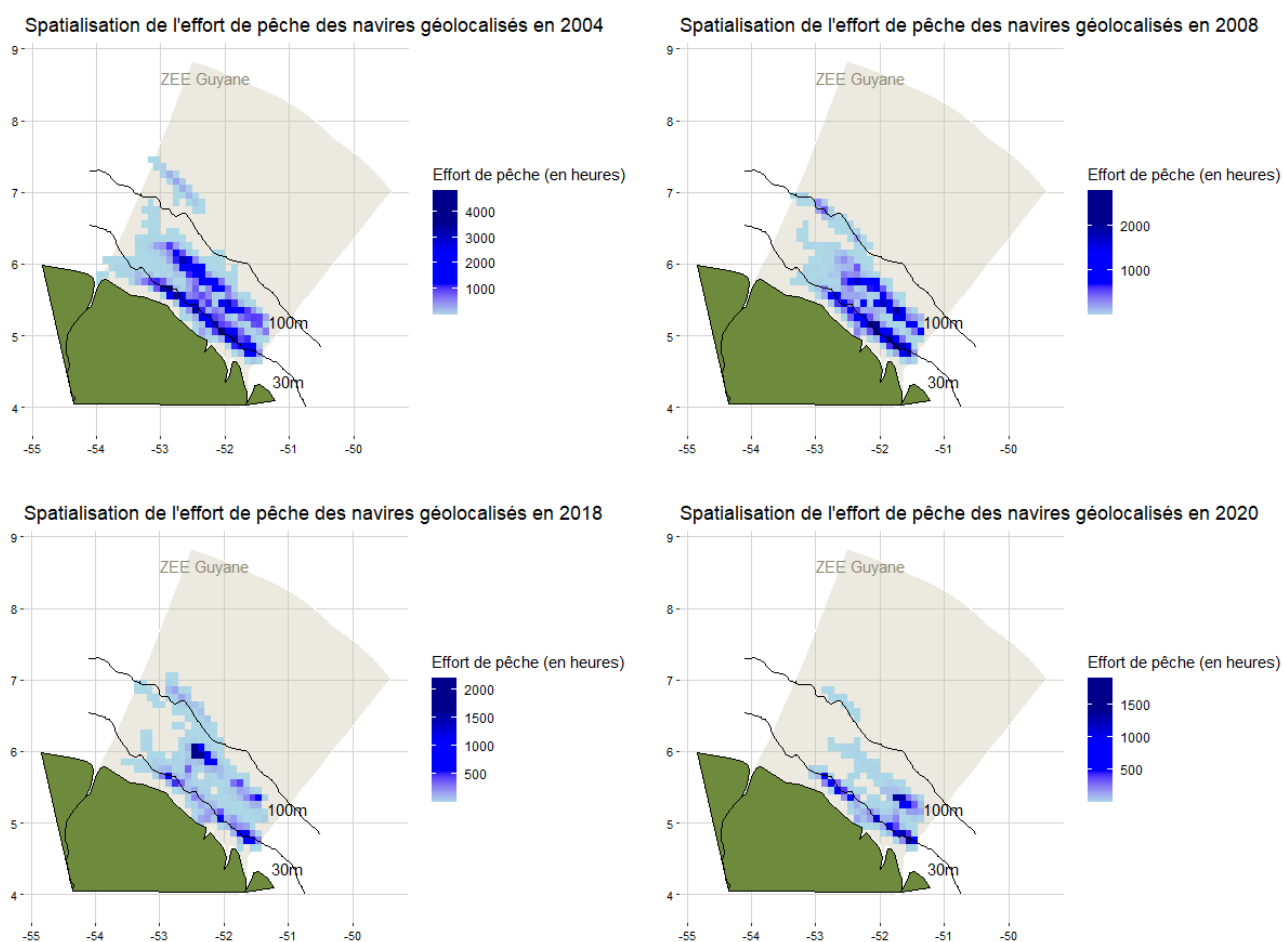 Spatialisation de l'effort de pêche des navires géolocalisés en 2004
9
ZEE Guyane
8
Effort de pêche (en heures)
7
4000
3000
6
2000
1000
100m
5
30m
4
-55 -54 -53 -52 -51 -50
Spatialisation de l'effort de pêche des navires géolocalisés en 2008
9
ZEE Guyane
8
Effort de pêche (en heures)
7
2000
6
1000
100m
5
30m
4
-55 -54 -53 -52 -51 -50
Spatialisation de l'effort de pêche des navires géolocalisés en 2018
9
ZEE Guyane
8
Effort de pêche (en heures)
7
2000
1500
6
1000
500
100m
5
30m
4
-55 -54 -53 -52 -51 -50
Spatialisation de l'effort de pêche des navires géolocalisés en 2020
9
ZEE Guyane
8
Effort de pêche (en heures)
7
1500
6
1000
500
100m
5
30m
4
-55 -54 -53 -52 -51 -50